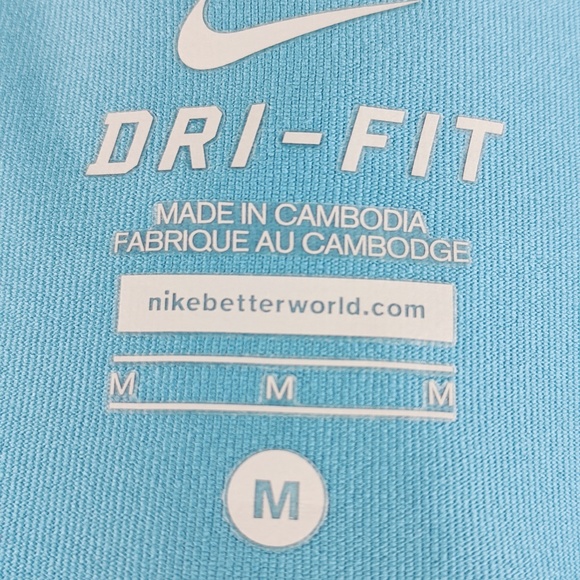 DRI-FIT
MADE IN CAMBODIA
FABRIQUE AU CAMBODGE
nikebetterworld.com
M M M
M